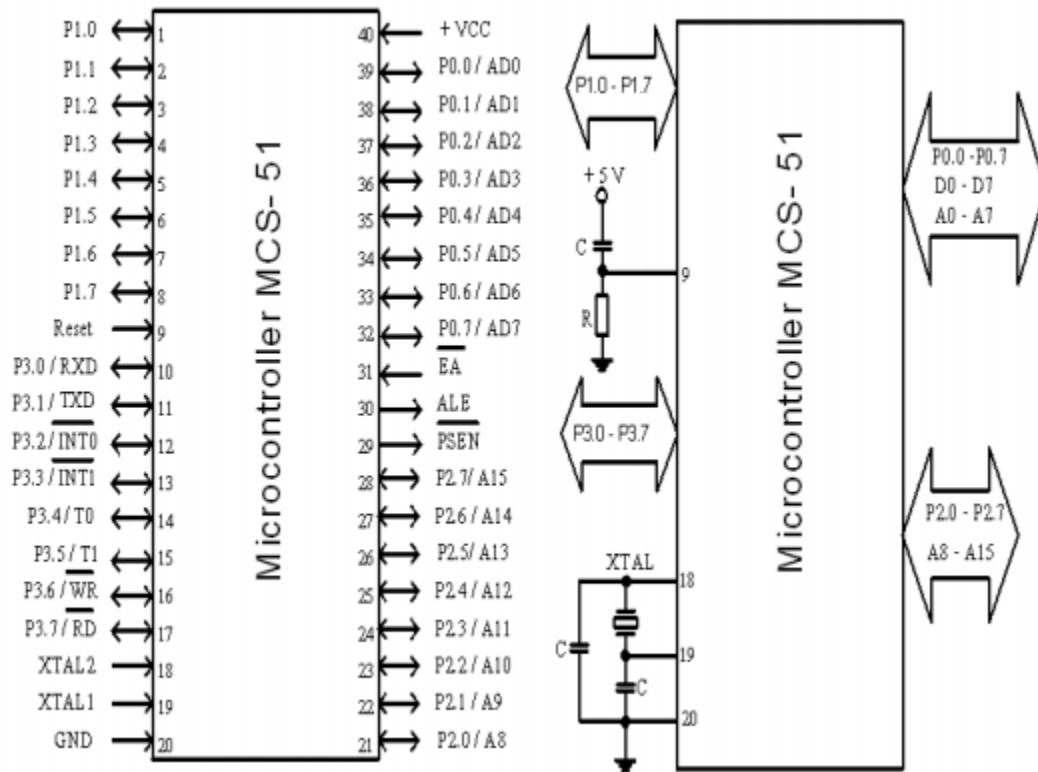 P1.0 1 40 + VCC
P1.1 2 39 P0.0 / AD0
P1.2 3 38 P0.1 / AD1
P1.3 4 37 P0.2 / AD2
P1.4 5 36 P0.3 / AD3
P1.5 6 35 P0.4 / AD4
P1.6 7 34 P0.5 / AD5
P1.7 8 33 P0.6 / AD6
Reset 9 32 P0.7 / AD7
P3.0 / RXD 10 31 EA
P3.1 / TXD 11 30 ALE
P3.2 / INT0 12 29 PSEN
P3.3 / INT1 13 28 P2.7/ A15
P3.4 / T0 14 27 P2.6 / A14
P3.5 / T1 15 26 P2.5/ A13
P3.6 / WR 16 25 P2.4 / A12
P3.7 / RD 17 24 P2.3 / A11
XTAL2 18 23 P2.2 / A10
XTAL1 19 22 P2.1 / A9
GND 20 21 P2.0 / A8
Microcontroller MCS- 51
P1.0 - P1.7
+5V
C
9
R
P3.0 - P3.7
XTAL
18
C
19
C
20
Microcontroller MCS- 51
P0.0 -P0.7
D0 - D7
A0 - A7
P2.0 - P2.7
A8 - A15